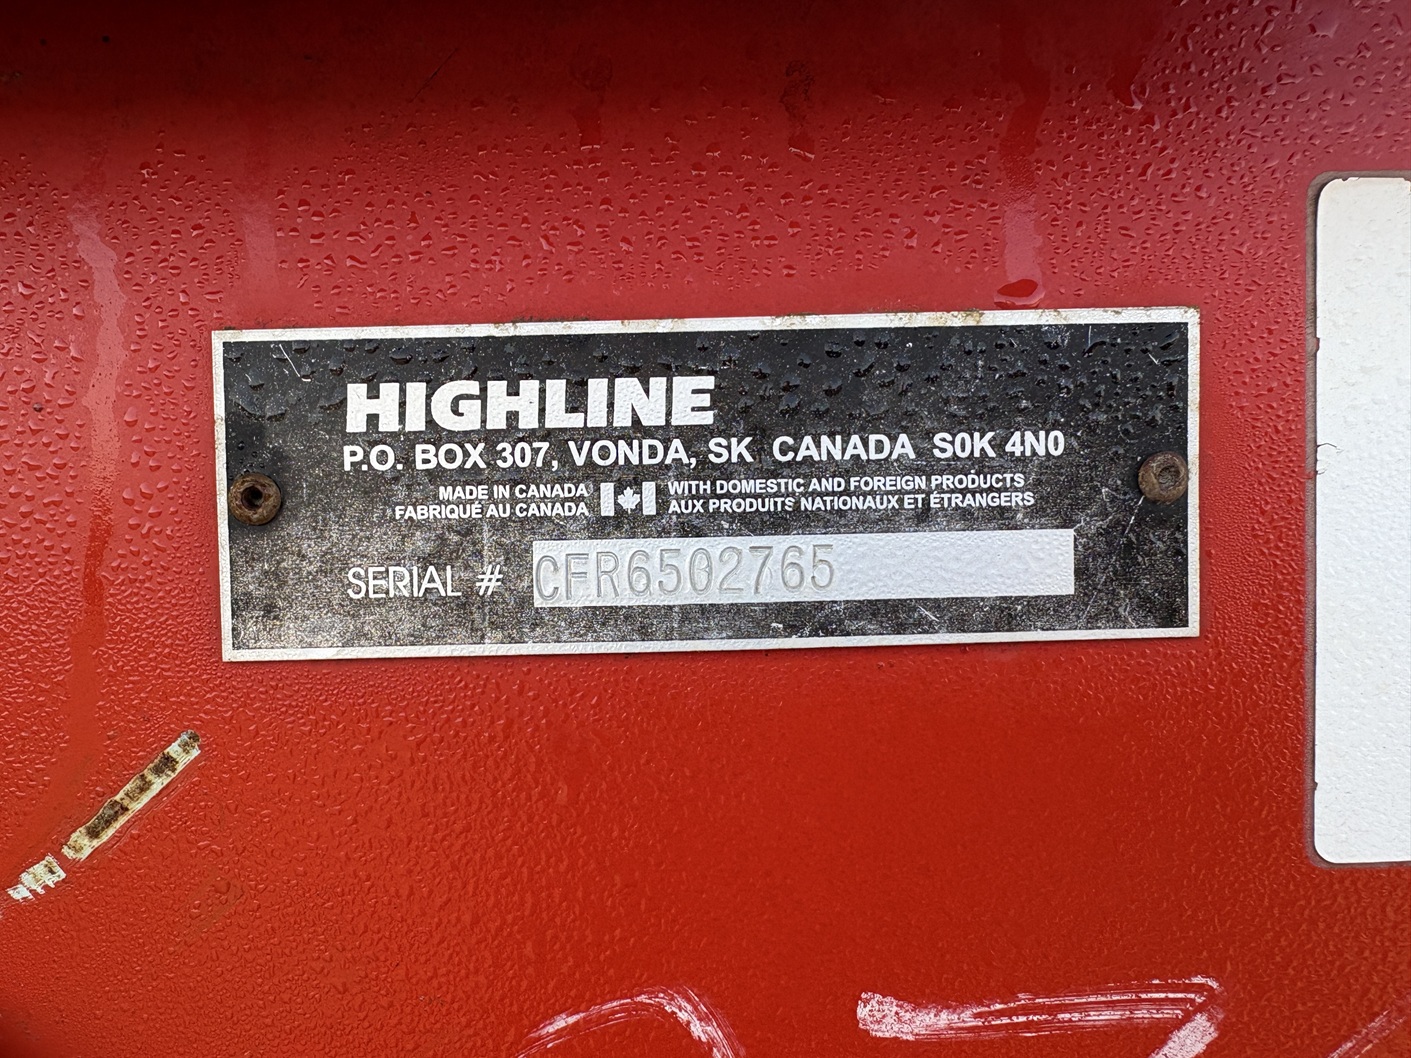 HIGHLINE
P.O. BOX 307, VONDA, SK CANADA S0K 4N0
MADE IN CANADA WITH DOMESTIC AND FOREIGN PRODUCTS
FABRIQUÉ AU CANADA AUX PRODUITS NATIONAUX ET ÉTRANGERS
SERIAL # CFR6502765